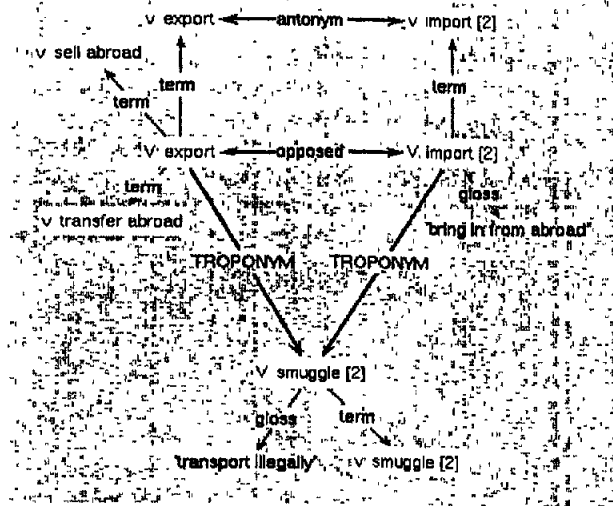 v export antonym v import [2]
v sell abroad
term term term
v export opposed v import [2]
term gloss
v transfer abroad "bring in from abroad"
TROPONYM TROPONYM
v smuggle [2]
gloss term
"transport illegally" v smuggle [2]